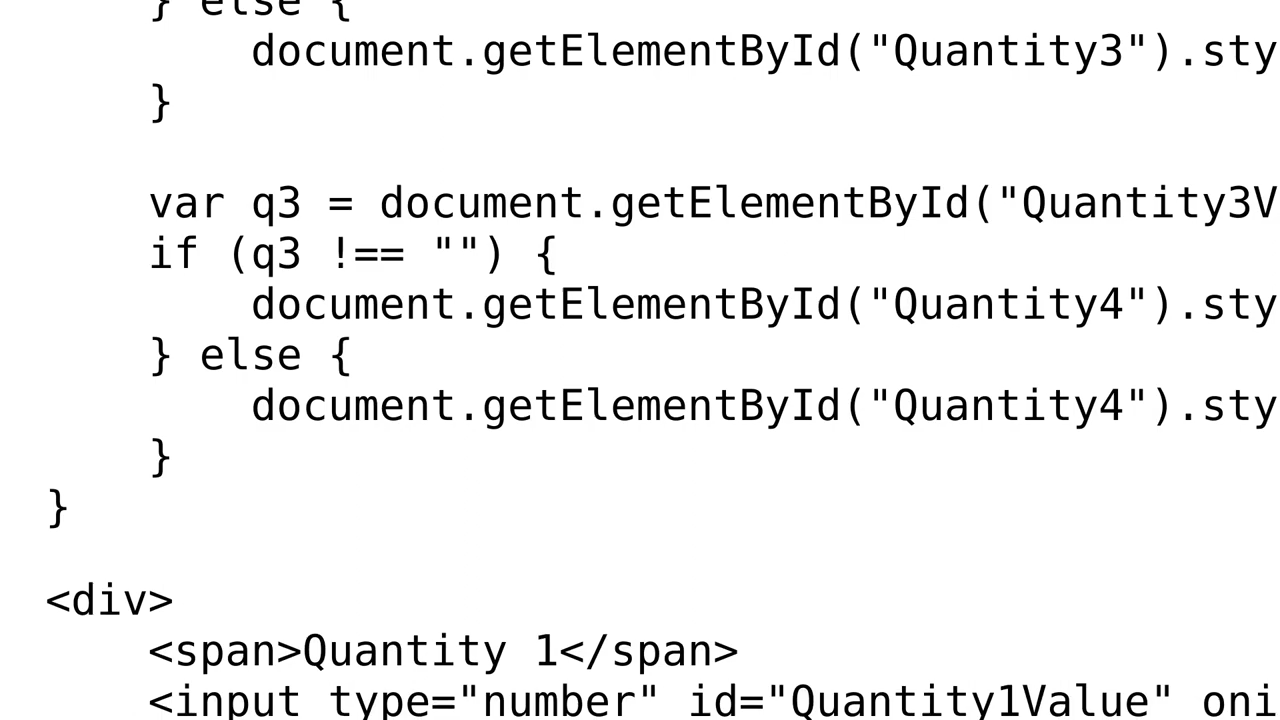 } else {
document.getElementById("Quantity3").sty
}
var q3 = document.getElementById("Quantity3V
if (q3 !== "") {
document.getElementById("Quantity4").sty
} else {
document.getElementById("Quantity4").sty
}
}
<div>
<span>Quantity 1</span>
<input type="number" id="Quantity1Value" oni